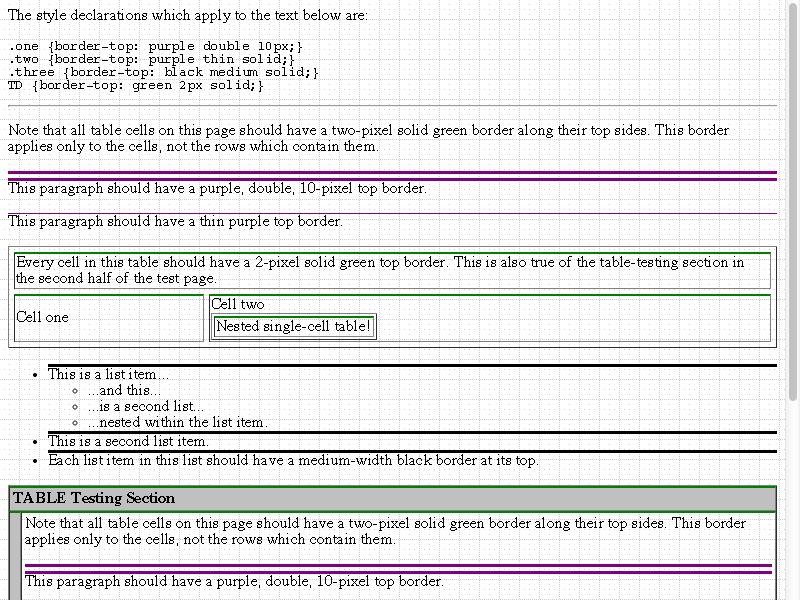 The style declarations which apply to the text below are:
.one {border-top: purple double 10px;}
.two {border-top: purple thin solid;}
.three {border-top: black medium solid;}
TD {border-top: green 2px solid;}
Note that all table cells on this page should have a two-pixel solid green border along their top sides. This border
applies only to the cells, not the rows which contain them.
This paragraph should have a purple, double, 10-pixel top border.
This paragraph should have a thin purple top border.
Every cell in this table should have a 2-pixel solid green top border. This is also true of the table-testing section in
the second half of the test page.
Cell one
Cell two
Nested single-cell table!
This is a list item...
...and this...
...is a second list...
...nested within the list item.
This is a second list item.
Each list item in this list should have a medium-width black border at its top.
TABLE Testing Section
Note that all table cells on this page should have a two-pixel solid green border along their top sides. This border
applies only to the cells, not the rows which contain them.
This paragraph should have a purple, double, 10-pixel top border.